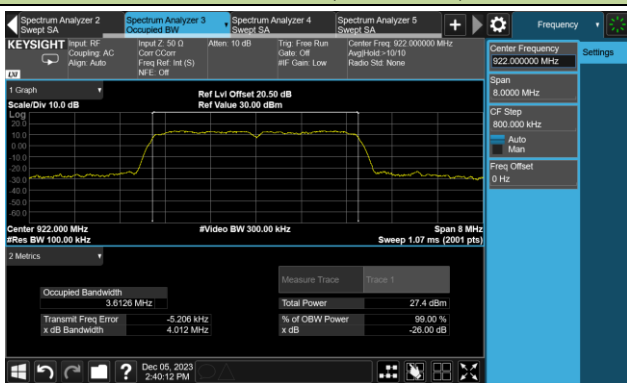 Spectrum Analyzer 2
Swept SA
Spectrum Analyzer 3
Occupied BW
Spectrum Analyzer 4
Swept SA
Spectrum Analyzer 5
Swept SA
+
Frequency
KEYSIGHT
Input: RF
Coupling: AC
Align: Auto
Input Z: 50 Ω
Corr CCorr
Freq Ref: Int (S)
NFE: Off
Atten: 10 dB
Trig: Free Run
Gate: Off
#IF Gain: Low
Center Freq: 922.000000 MHz
Avg|Hold:>10/10
Radio Std: None
LXI
Center Frequency
922.000000 MHz
Settings
Span
8.0000 MHz
CF Step
800.000 kHz
Auto
Man
Freq Offset
0 Hz
1 Graph
Scale/Div 10.0 dB
Ref Lvl Offset 20.50 dB
Ref Value 30.00 dBm
Log
20.0
10.0
0.00
-10.0
-20.0
-30.0
-40.0
-50.0
-60.0
Center 922.000 MHz
#Video BW 300.00 kHz
Span 8 MHz
#Res BW 100.00 kHz
Sweep 1.07 ms (2001 pts)
2 Metrics
Measure Trace
Trace 1
Occupied Bandwidth
3.6126 MHz
Total Power
27.4 dBm
Transmit Freq Error
-5.206 kHz
% of OBW Power
99.00 %
x dB Bandwidth
4.012 MHz
x dB
-26.00 dB
?
Dec 05, 2023
2:40:12 PM